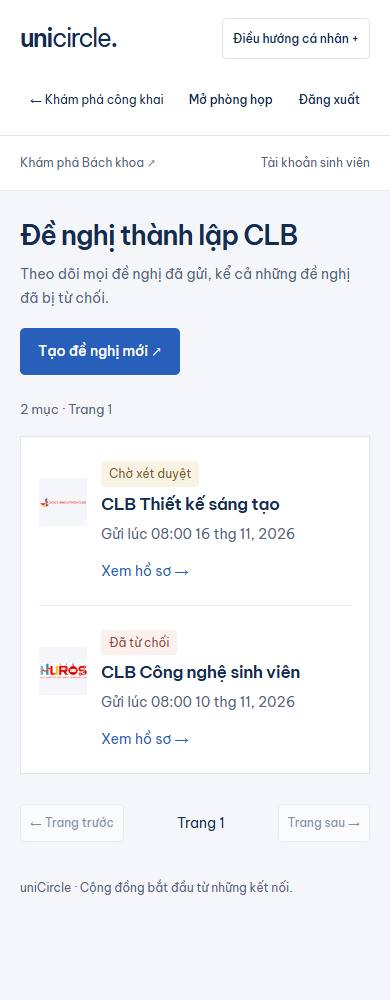 unicircle.
Điều hướng cá nhân +
← Khám phá công khai
Mở phòng họp
Đăng xuất
Khám phá Bách khoa ↗
Tài khoản sinh viên
Đề nghị thành lập CLB
Theo dõi mọi đề nghị đã gửi, kể cả những đề nghị
đã bị từ chối.
Tạo đề nghị mới ↗
2 mục · Trang 1
Chờ xét duyệt
CLB Thiết kế sáng tạo
Gửi lúc 08:00 16 thg 11, 2026
Xem hồ sơ →
Đã từ chối
HUROS
CLB Công nghệ sinh viên
Gửi lúc 08:00 10 thg 11, 2026
Xem hồ sơ →
← Trang trước
Trang 1
Trang sau →
uniCircle · Cộng đồng bắt đầu từ những kết nối.